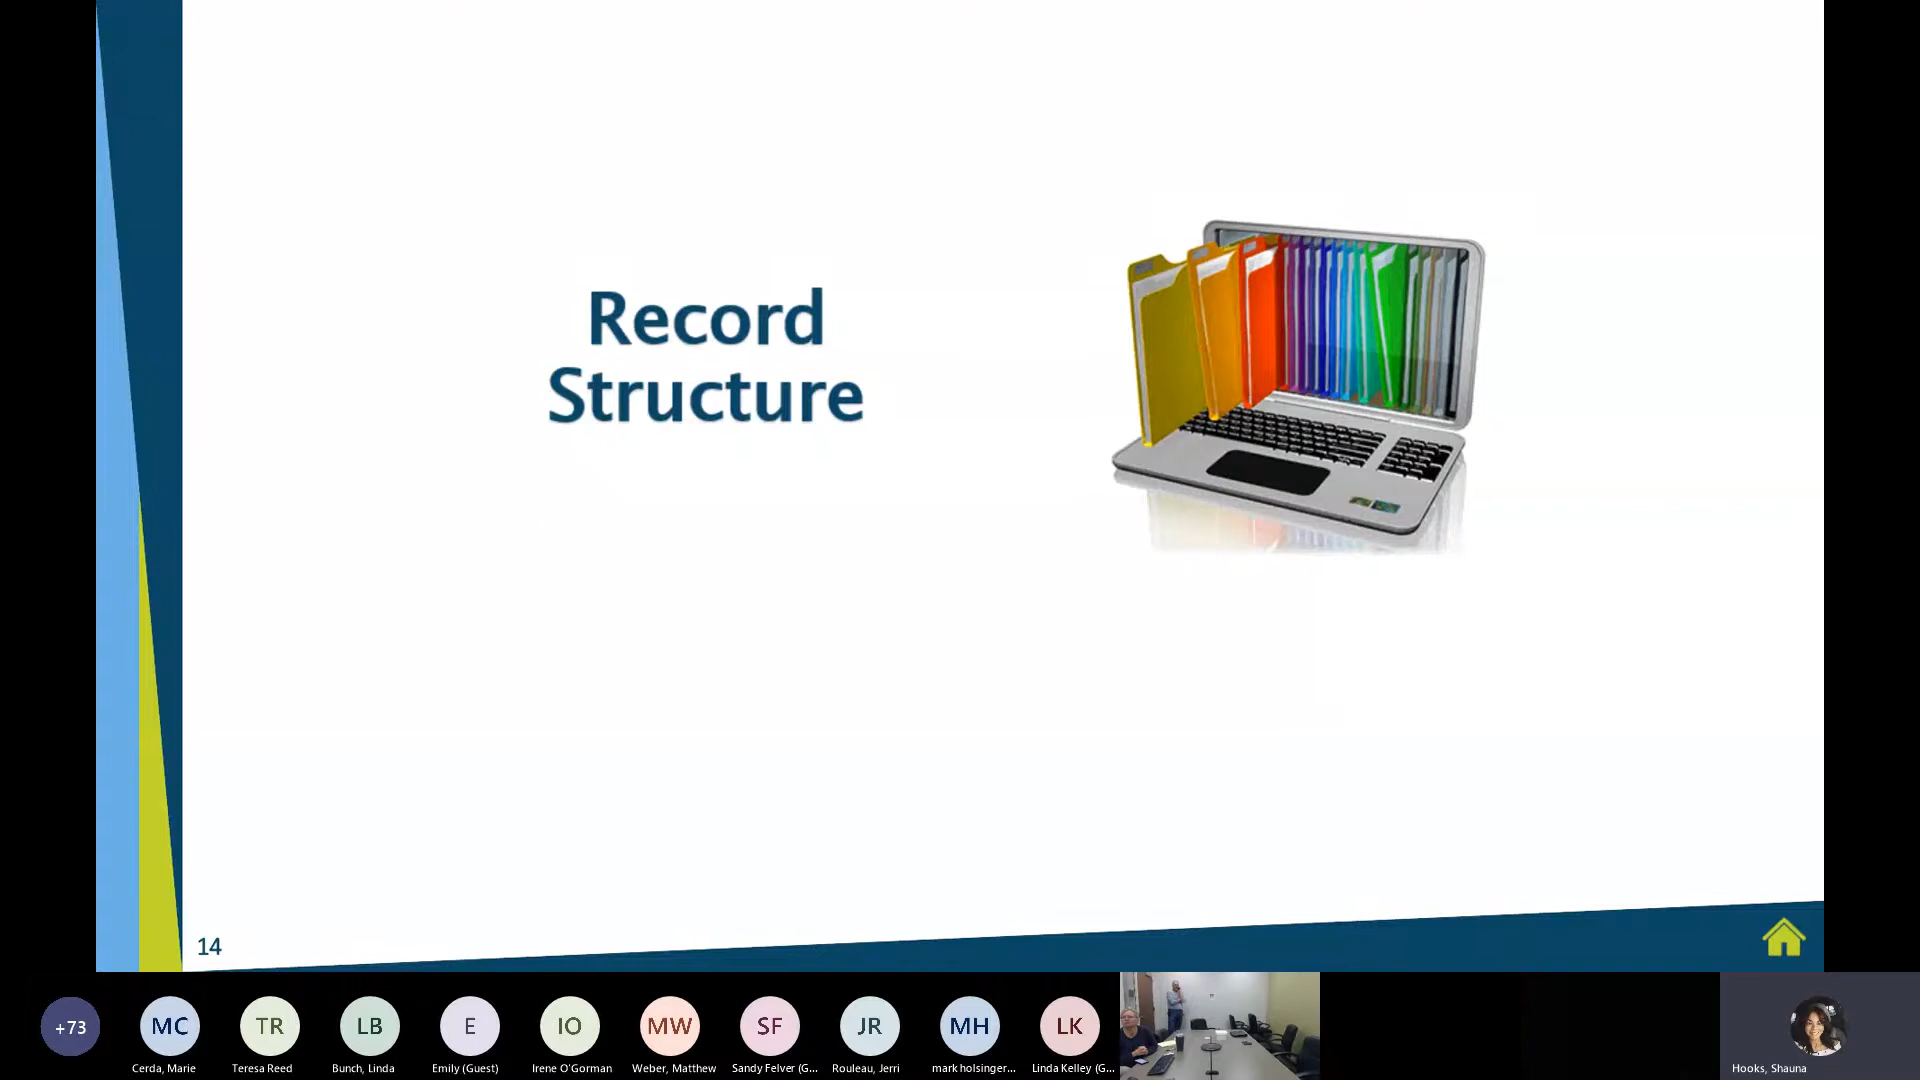 Record
Structure
14
+73
MC
TR
LB
E
IO
MW
SF
JR
MH
LK
Cerda, Marie
Teresa Reed
Bunch, Linda
Emily (Guest)
Irene O'Gorman
Weber, Matthew
Sandy Felver (G...
Rouleau, Jerri
mark holsinger...
Linda Kelley (G...
Hooks, Shauna